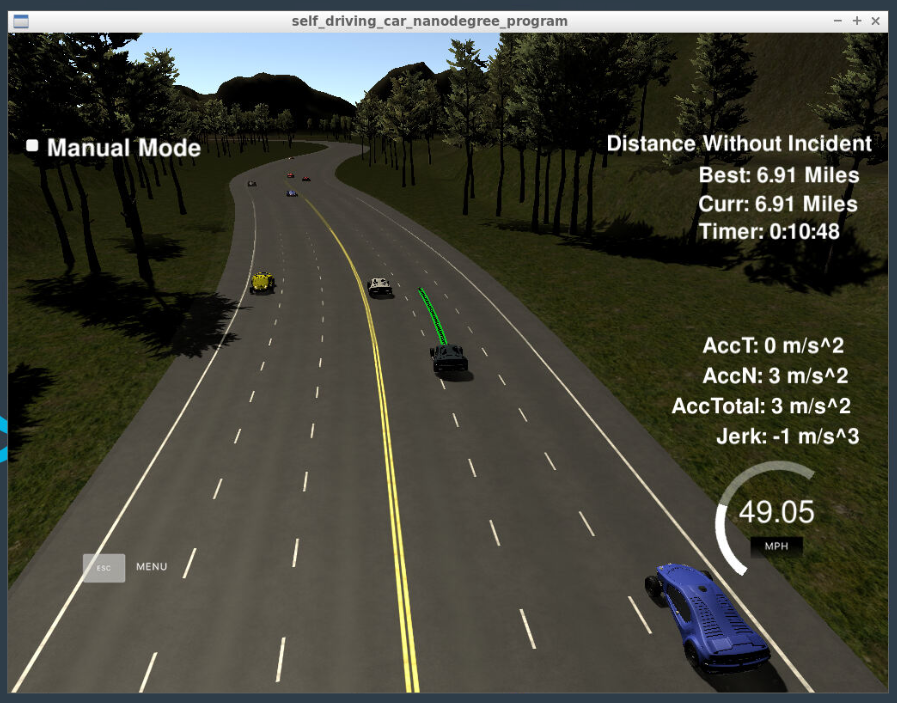 self_driving_car_nanodegree_program
Manual Mode
Distance Without Incident
Best: 6.91 Miles
Curr: 6.91 Miles
Timer: 0:10:48
AccT: 0 m/s^2
AccN: 3 m/s^2
AccTotal: 3 m/s^2
Jerk: -1 m/s^3
49.05
MPH
ESC MENU